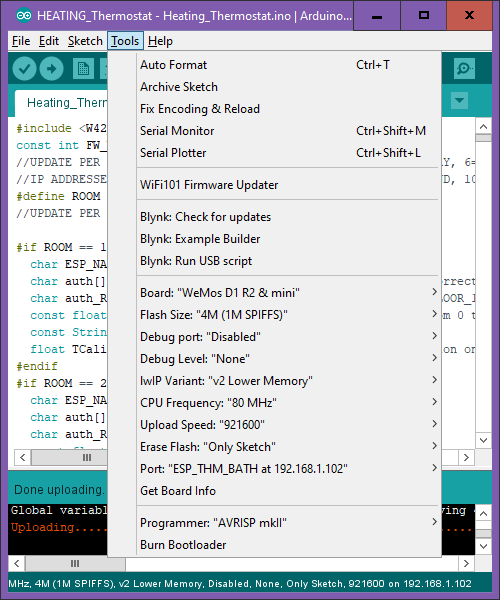 HEATING_Thermostat - Heating_Thermostat.ino | Arduino...
File Edit Sketch Tools Help
Heating_Therm
Auto Format Ctrl+T
Archive Sketch
Fix Encoding & Reload
Serial Monitor Ctrl+Shift+M
Serial Plotter Ctrl+Shift+L
WiFi101 Firmware Updater
Blynk: Check for updates
Blynk: Example Builder
Blynk: Run USB script
Board: "WeMos D1 R2 & mini"
Flash Size: "4M (1M SPIFFS)"
Debug port: "Disabled"
Debug Level: "None"
IwIP Variant: "v2 Lower Memory"
CPU Frequency: "80 MHz"
Upload Speed: "921600"
Erase Flash: "Only Sketch"
Port: "ESP_THM_BATH at 192.168.1.102"
Get Board Info
Programmer: "AVRISP mkII"
Burn Bootloader
#include <W42
const int FW_
//UPDATE PER LY, 6=
//IP ADDRESSE D, 10
#define ROOM
//UPDATE PER
#if ROOM == 1
char ESP_NA
char auth[] orrect
char auth_R LOOR_I
const float m 0 t
const Strin
float TCali on on
#endif
#if ROOM == 2
char ESP_NA
char auth[]
char auth_R
Done uploading.
Global variabl ving
Uploading.....
MHz, 4M (1M SPIFFS), v2 Lower Memory, Disabled, None, Only Sketch, 921600 on 192.168.1.102